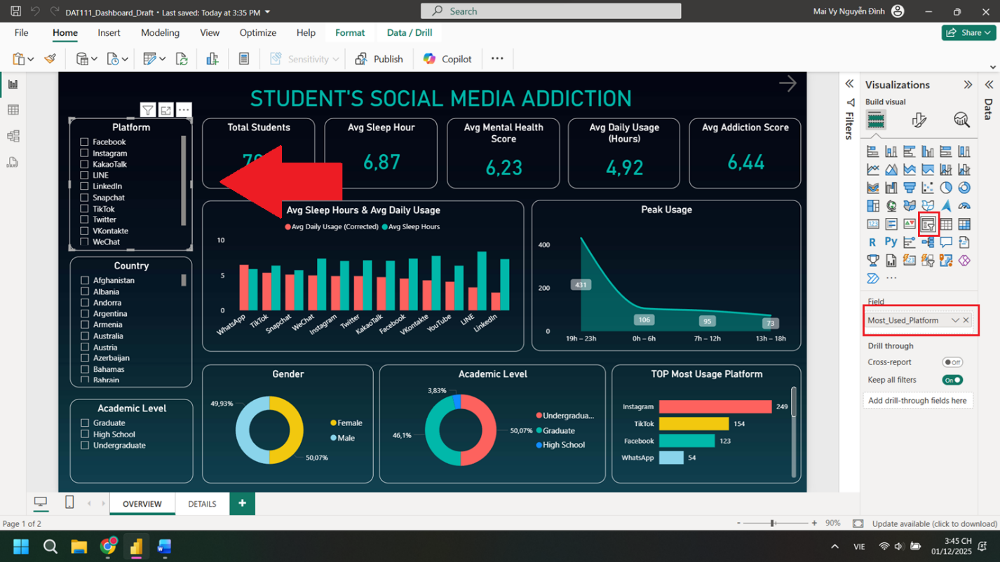 DAT111_Dashboard_Draft • Last saved: Today at 3:35 PM
Search
Mai Vy Nguyễn Đình
File Home Insert Modeling View Optimize Help Format Data / Drill
Share
Sensitivity
Publish
Copilot
STUDENT'S SOCIAL MEDIA ADDICTION
Platform
Facebook
Instagram
KakaoTalk
LINE
LinkedIn
Snapchat
TikTok
Twitter
VKontakte
WeChat
Country
Afghanistan
Albania
Andorra
Argentina
Armenia
Australia
Austria
Azerbaijan
Bahamas
Bahrain
Academic Level
Graduate
High School
Undergraduate
Total Students
Avg Sleep Hour
6,87
Avg Mental Health
Score
6,23
Avg Daily Usage
(Hours)
4,92
Avg Addiction Score
6,44
Avg Sleep Hours & Avg Daily Usage
Avg Daily Usage (Corrected) Avg Sleep Hours
10
5
0
WhatsApp
TikTok
Snapchat
WeChat
Instagram
Twitter
KakaoTalk
Facebook
VKontakte
YouTube
LINE
LinkedIn
Peak Usage
400
200
0
431
106
95
73
19h – 23h
0h – 6h
7h – 12h
13h – 18h
Gender
49,93%
50,07%
Female
Male
Academic Level
3,83%
46,1%
50,07%
Undergradua...
Graduate
High School
TOP Most Usage Platform
Instagram 249
TikTok 154
Facebook 123
WhatsApp 54
Filters
Visualizations
Build visual
123
R
Py
Field
Most_Used_Platform
Drill through
Cross-report
Off
Keep all filters
On
Add drill-through fields here
Data
DAX
OVERVIEW
DETAILS
Page 1 of 2
90%
Update available (click to download)
VIE
3:45 CH
01/12/2025